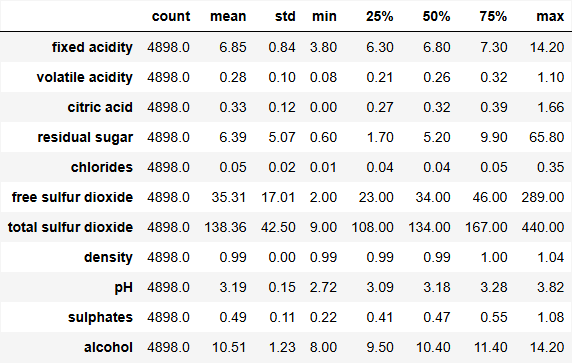 count mean std min 25% 50% 75% max
fixed acidity 4898.0 6.85 0.84 3.80 6.30 6.80 7.30 14.20
volatile acidity 4898.0 0.28 0.10 0.08 0.21 0.26 0.32 1.10
citric acid 4898.0 0.33 0.12 0.00 0.27 0.32 0.39 1.66
residual sugar 4898.0 6.39 5.07 0.60 1.70 5.20 9.90 65.80
chlorides 4898.0 0.05 0.02 0.01 0.04 0.04 0.05 0.35
free sulfur dioxide 4898.0 35.31 17.01 2.00 23.00 34.00 46.00 289.00
total sulfur dioxide 4898.0 138.36 42.50 9.00 108.00 134.00 167.00 440.00
density 4898.0 0.99 0.00 0.99 0.99 0.99 1.00 1.04
pH 4898.0 3.19 0.15 2.72 3.09 3.18 3.28 3.82
sulphates 4898.0 0.49 0.11 0.22 0.41 0.47 0.55 1.08
alcohol 4898.0 10.51 1.23 8.00 9.50 10.40 11.40 14.20